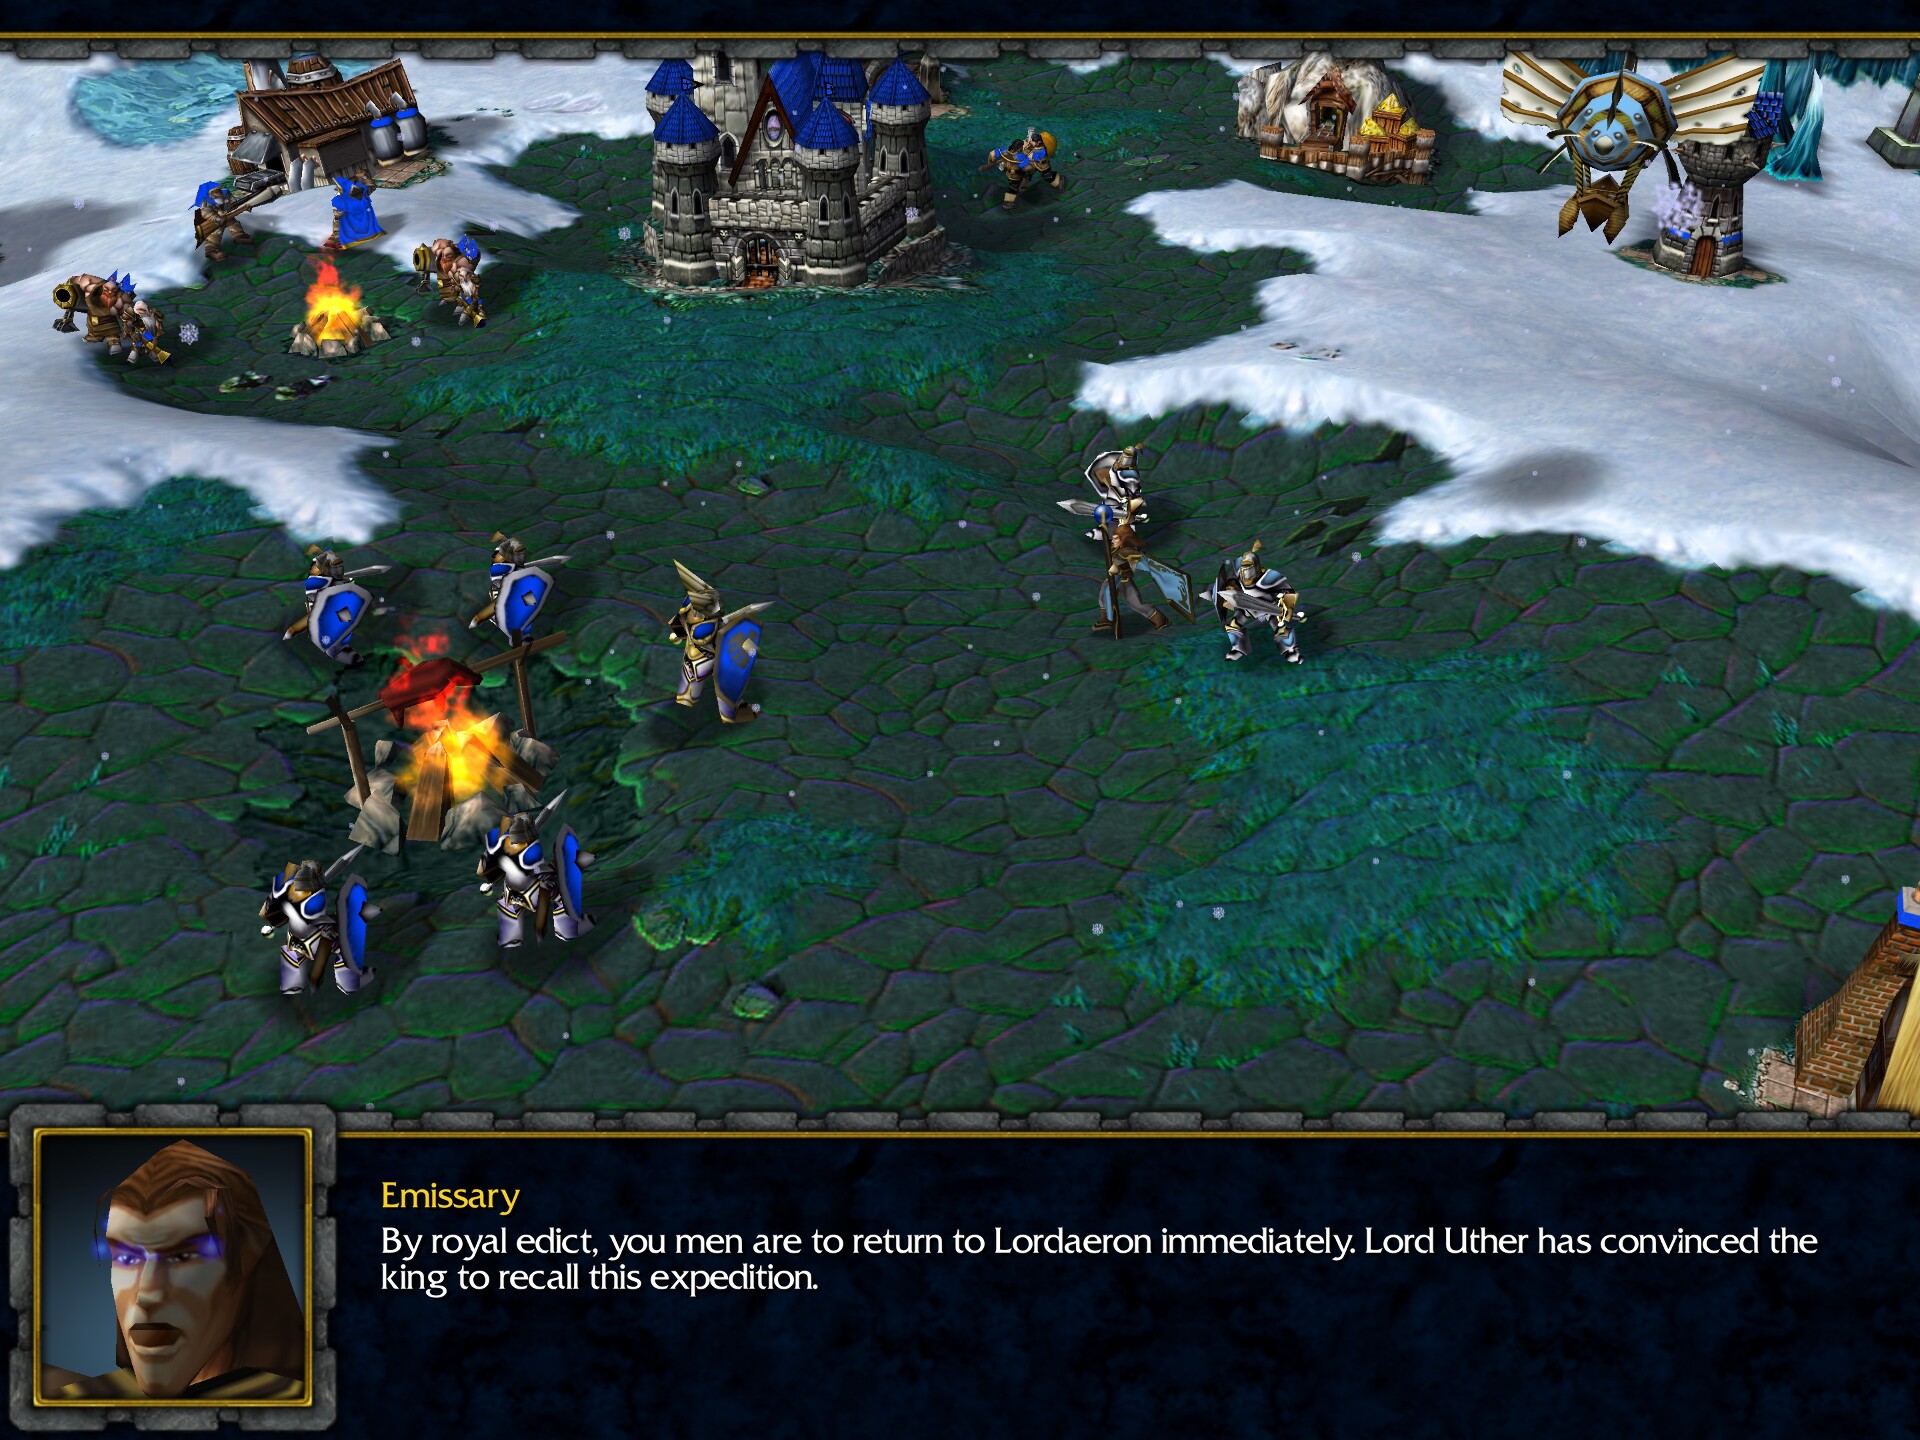 Emissary
By royal edict, you men are to return to Lordaeron immediately. Lord Uther has convinced the
king to recall this expedition.